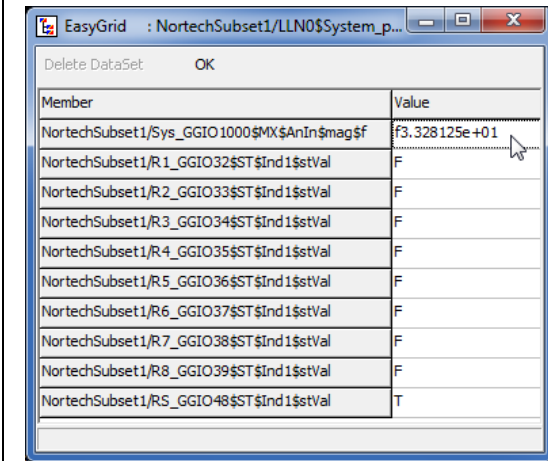 EasyGrid : NortechSubset1/LLN0$System_p...
Delete DataSet OK
Member Value
NortechSubset1/Sys_GGIO1000$MX$AnIn$mag$f f3.328125e+01
NortechSubset1/R1_GGIO32$ST$Ind1$stVal F
NortechSubset1/R2_GGIO33$ST$Ind1$stVal F
NortechSubset1/R3_GGIO34$ST$Ind1$stVal F
NortechSubset1/R4_GGIO35$ST$Ind1$stVal F
NortechSubset1/R5_GGIO36$ST$Ind1$stVal F
NortechSubset1/R6_GGIO37$ST$Ind1$stVal F
NortechSubset1/R7_GGIO38$ST$Ind1$stVal F
NortechSubset1/R8_GGIO39$ST$Ind1$stVal F
NortechSubset1/RS_GGIO48$ST$Ind1$stVal T